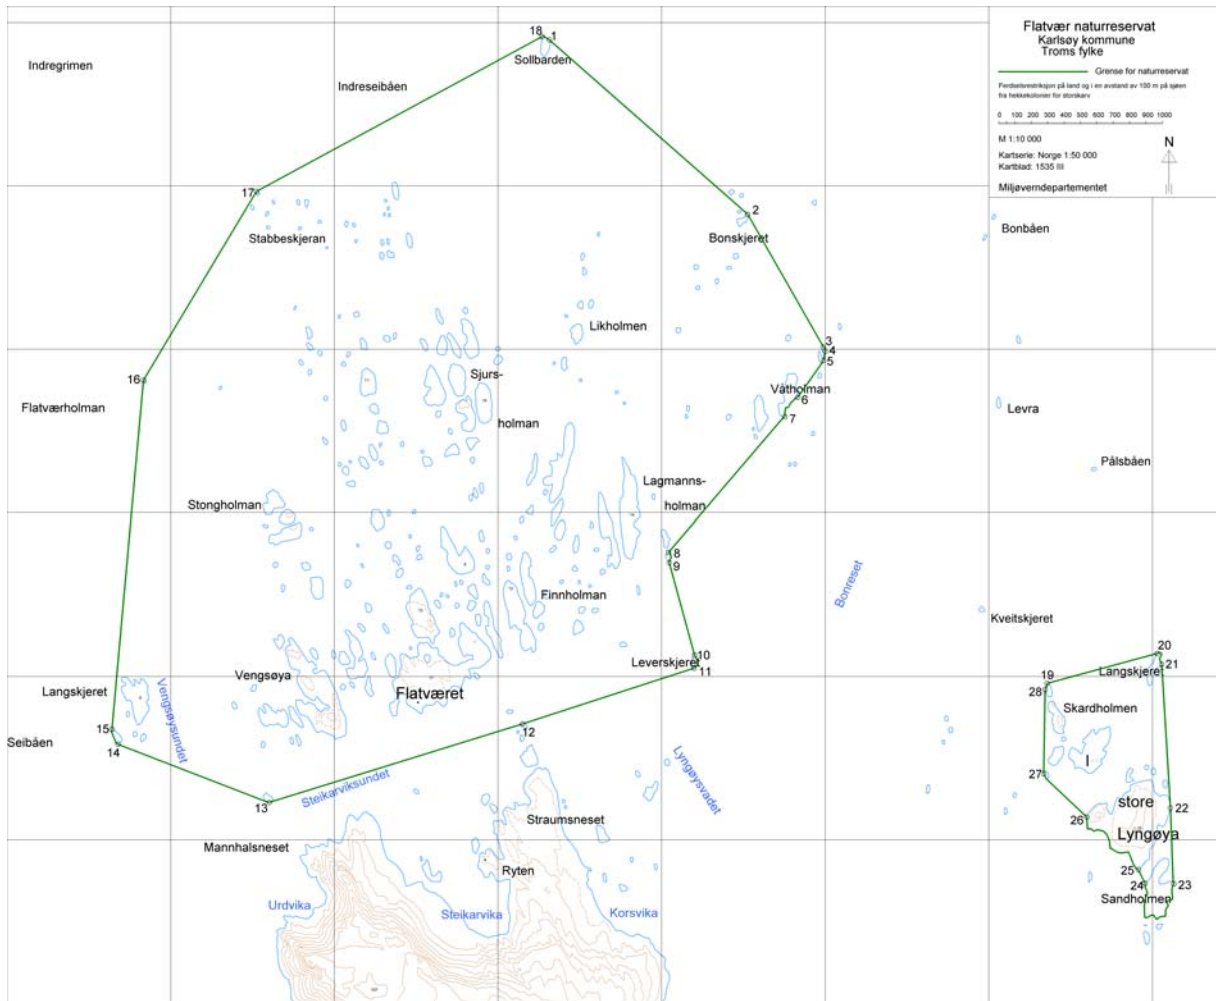 Flatvær naturreservat
Karlsøy kommune
Troms fylke
Grense for naturreservat
Ferdselsrestriksjon på land og i en avstand av 100 m på sjøen
fra hekkekolonier for storskarv
0 100 200 300 400 500 600 700 800 900 1000
M 1:10 000
Kartserie: Norge 1:50 000
Kartblad: 1535 III
N
Miljøverndepartementet
18 1
Sollbarden
Indregrimen
Indreseibåen
17
2
Stabbeskjeran
Bonskjeret
Bonbåen
Likholmen
3
4
5
16
Sjurs-
holman
Våtholman
6
7
Flatværholman
Levra
Pålsbåen
Lagmanns-
holman
Stongholman
8
9
Finnholman
Bonreset
Kveitskjeret
10
11
Leverskjeret
Vengsøya
Flatværet
Langskjeret
Vengsøysundet
15
14
Seibåen
12
13
Steikarviksundet
Lyngøysvadet
Straumsneset
Mannhalsneset
Ryten
Urdvika
Steikarvika
Korsvika
20
21
Langskjeret
19
28
Skardholmen
27
l
store
Lyngøya
22
26
25
24
23
Sandholmen